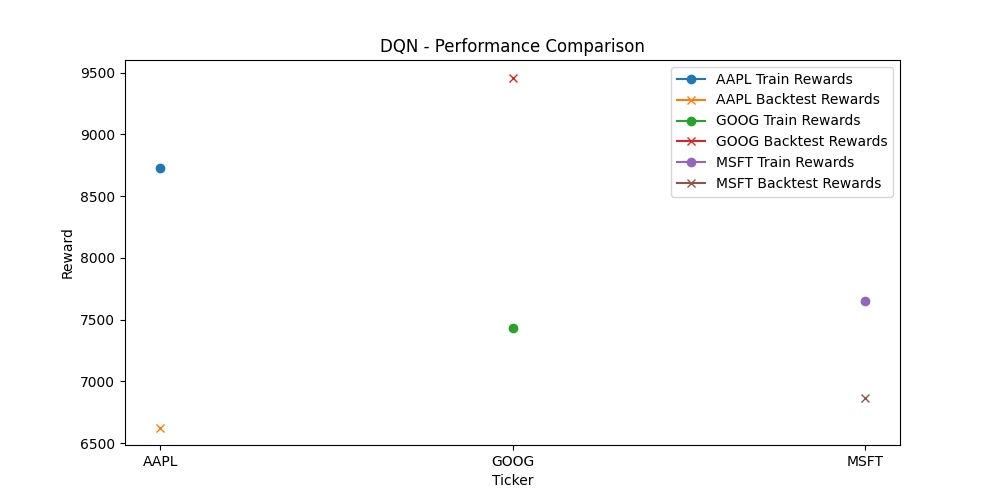 DQN - Performance Comparison
9500
9000
8500
8000
7500
7000
6500
Reward
AAPL Train Rewards
AAPL Backtest Rewards
GOOG Train Rewards
GOOG Backtest Rewards
MSFT Train Rewards
MSFT Backtest Rewards
AAPL
GOOG
MSFT
Ticker